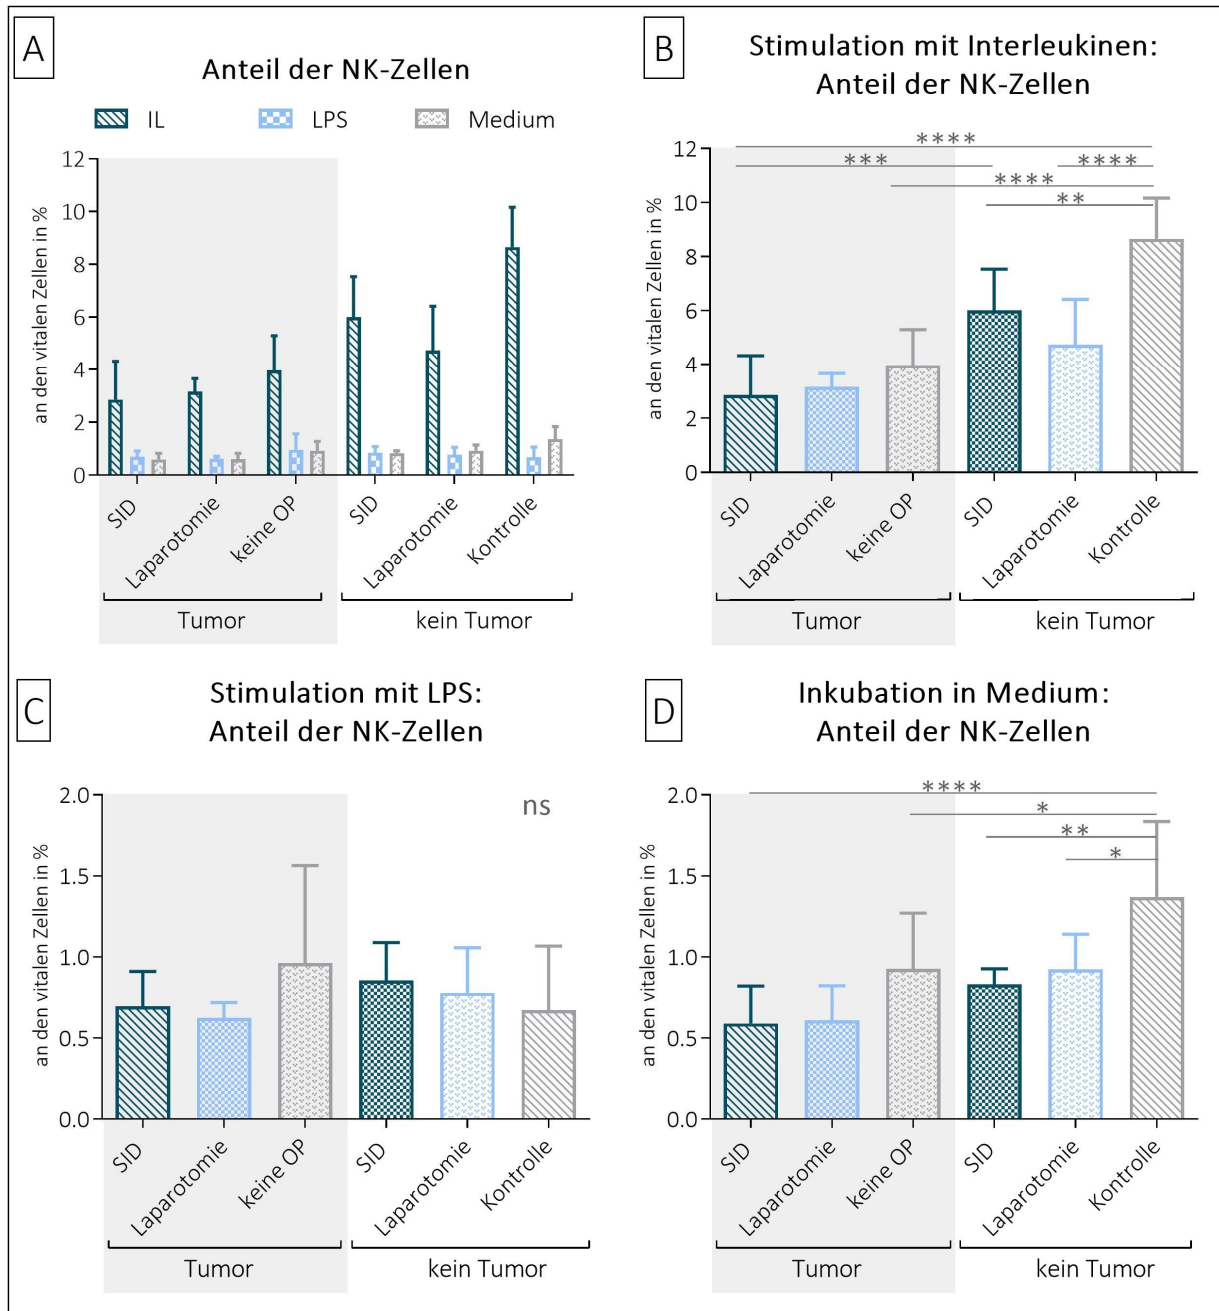 A
Anteil der NK-Zellen
IL
LPS
Medium
an den vitalen Zellen in %
12
10
8
6
4
2
0
SID
Laparotomie
keine OP
SID
Laparotomie
Kontrolle
Tumor
kein Tumor
B
Stimulation mit Interleukinen:
Anteil der NK-Zellen
an den vitalen Zellen in %
12
10
8
6
4
2
0
****
***
****
****
**
SID
Laparotomie
keine OP
SID
Laparotomie
Kontrolle
Tumor
kein Tumor
C
Stimulation mit LPS:
Anteil der NK-Zellen
an den vitalen Zellen in %
2.0
1.5
1.0
0.5
0.0
ns
SID
Laparotomie
keine OP
SID
Laparotomie
Kontrolle
Tumor
kein Tumor
D
Inkubation in Medium:
Anteil der NK-Zellen
an den vitalen Zellen in %
2.0
1.5
1.0
0.5
0.0
****
*
**
*
SID
Laparotomie
keine OP
SID
Laparotomie
Kontrolle
Tumor
kein Tumor